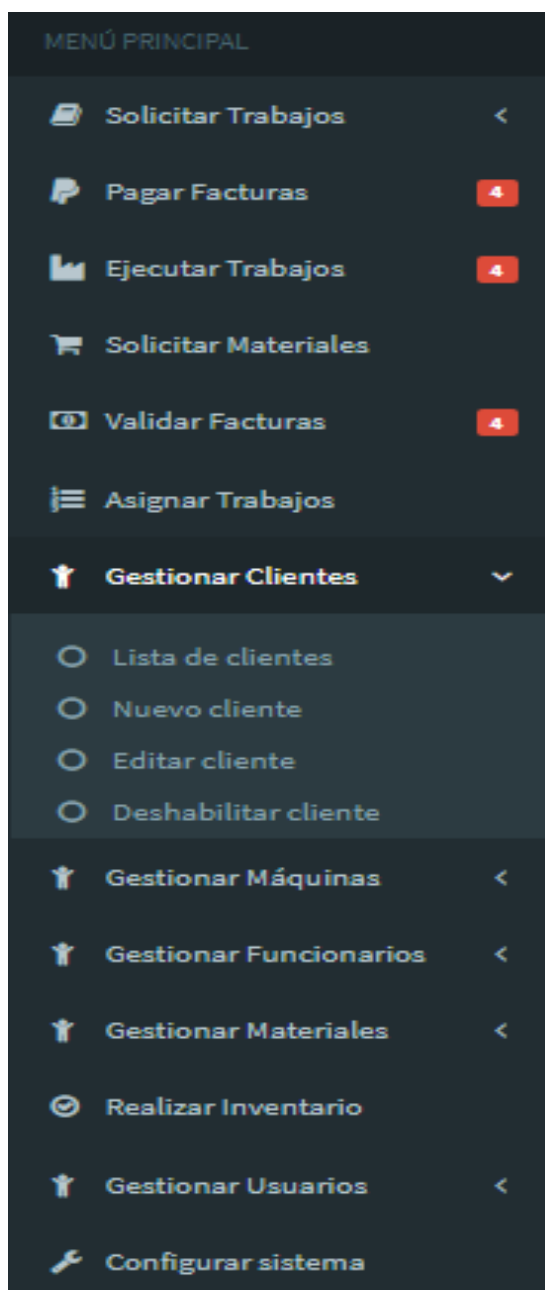 MENÚ PRINCIPAL
Solicitar Trabajos
Pagar Facturas 4
Ejecutar Trabajos 4
Solicitar Materiales
Validar Facturas 4
Asignar Trabajos
Gestionar Clientes
Lista de clientes
Nuevo cliente
Editar cliente
Deshabilitar cliente
Gestionar Máquinas
Gestionar Funcionarios
Gestionar Materiales
Realizar Inventario
Gestionar Usuarios
Configurar sistema